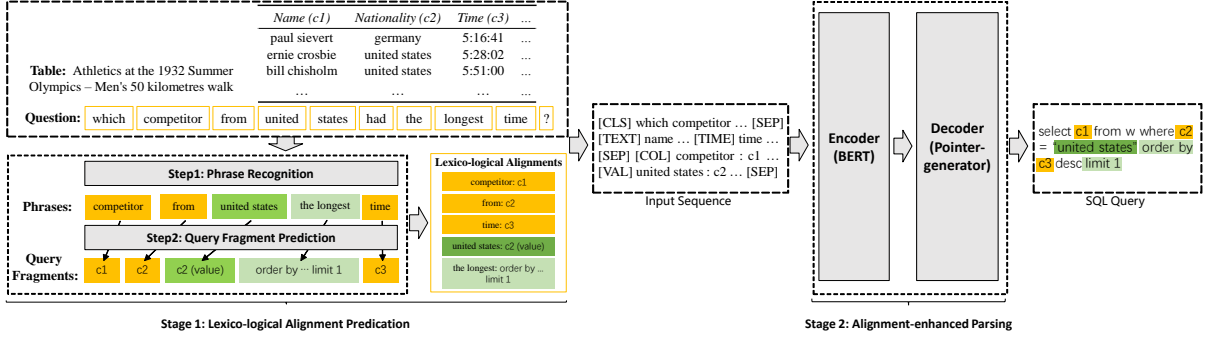 Name (c1) Nationality (c2) Time (c3) ...
paul sievert germany 5:16:41 ...
ernie crosbie united states 5:28:02 ...
bill chisholm united states 5:51:00 ...
... ... ... ...
Table: Athletics at the 1932 Summer
Olympics – Men's 50 kilometres walk
Question: which competitor from united states had the longest time ?
Step1: Phrase Recognition
Phrases: competitor from united states the longest time
Step2: Query Fragment Prediction
Query
Fragments: c1 c2 c2 (value) order by ··· limit 1 c3
Lexico-logical Alignments
competitor: c1
from: c2
time: c3
united states: c2 (value)
the longest: order by ...
limit 1
Stage 1: Lexico-logical Alignment Predication
[CLS] which competitor … [SEP]
[TEXT] name … [TIME] time …
[SEP] [COL] competitor : c1 …
[VAL] united states : c2 … [SEP]
Input Sequence
Encoder
(BERT)
Decoder
(Pointer-
generator)
Stage 2: Alignment-enhanced Parsing
select c1 from w where c2
= "united states" order by
c3 desc limit 1
SQL Query